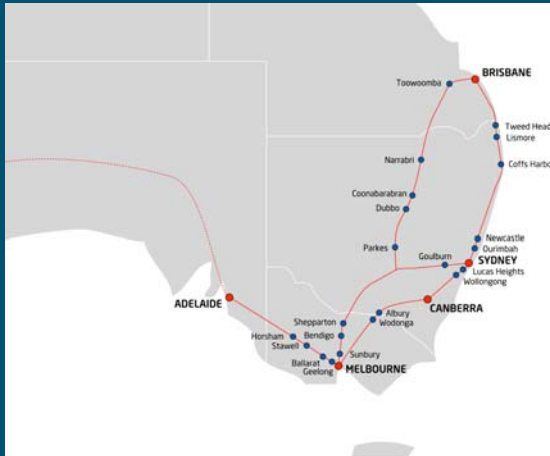 BRISBANE
Toowoomba
Tweed Head
Lismore
Narrabri
Coffs Harbo
Coonabarabran
Dubbo
Newcastle
Parkes
Ourimbah
Goulburn
SYDNEY
Lucas Heights
Wollongong
ADELAIDE
CANBERRA
Albury
Wodonga
Shepparton
Bendigo
Horsham
Stawell
Sunbury
Ballarat
Geelong
MELBOURNE